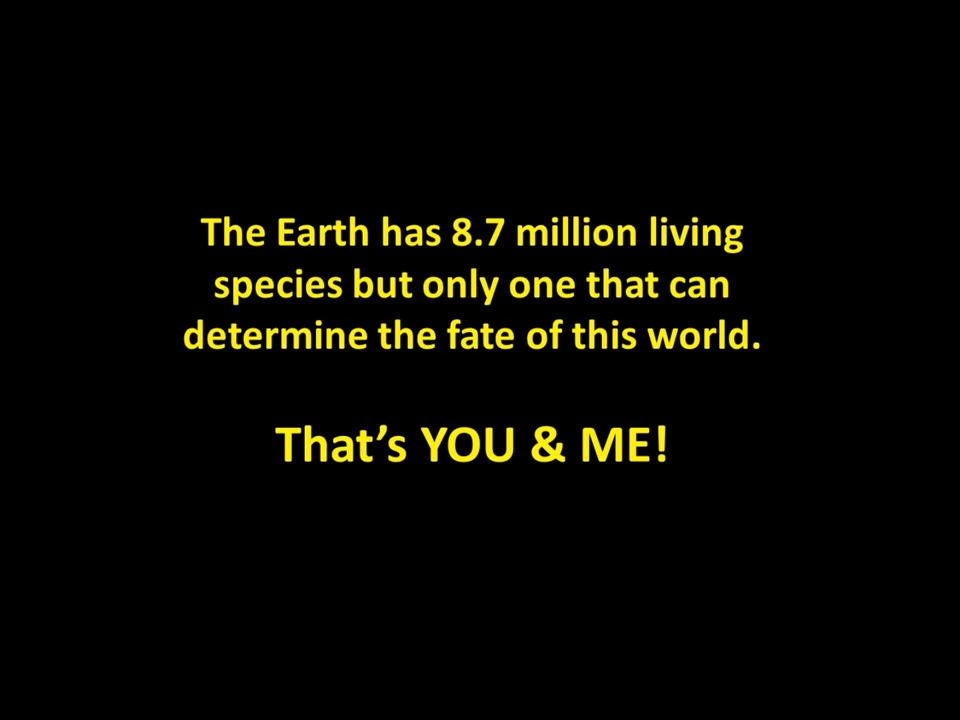 The Earth has 8.7 million living
species but only one that can
determine the fate of this world.
That’s YOU & ME!